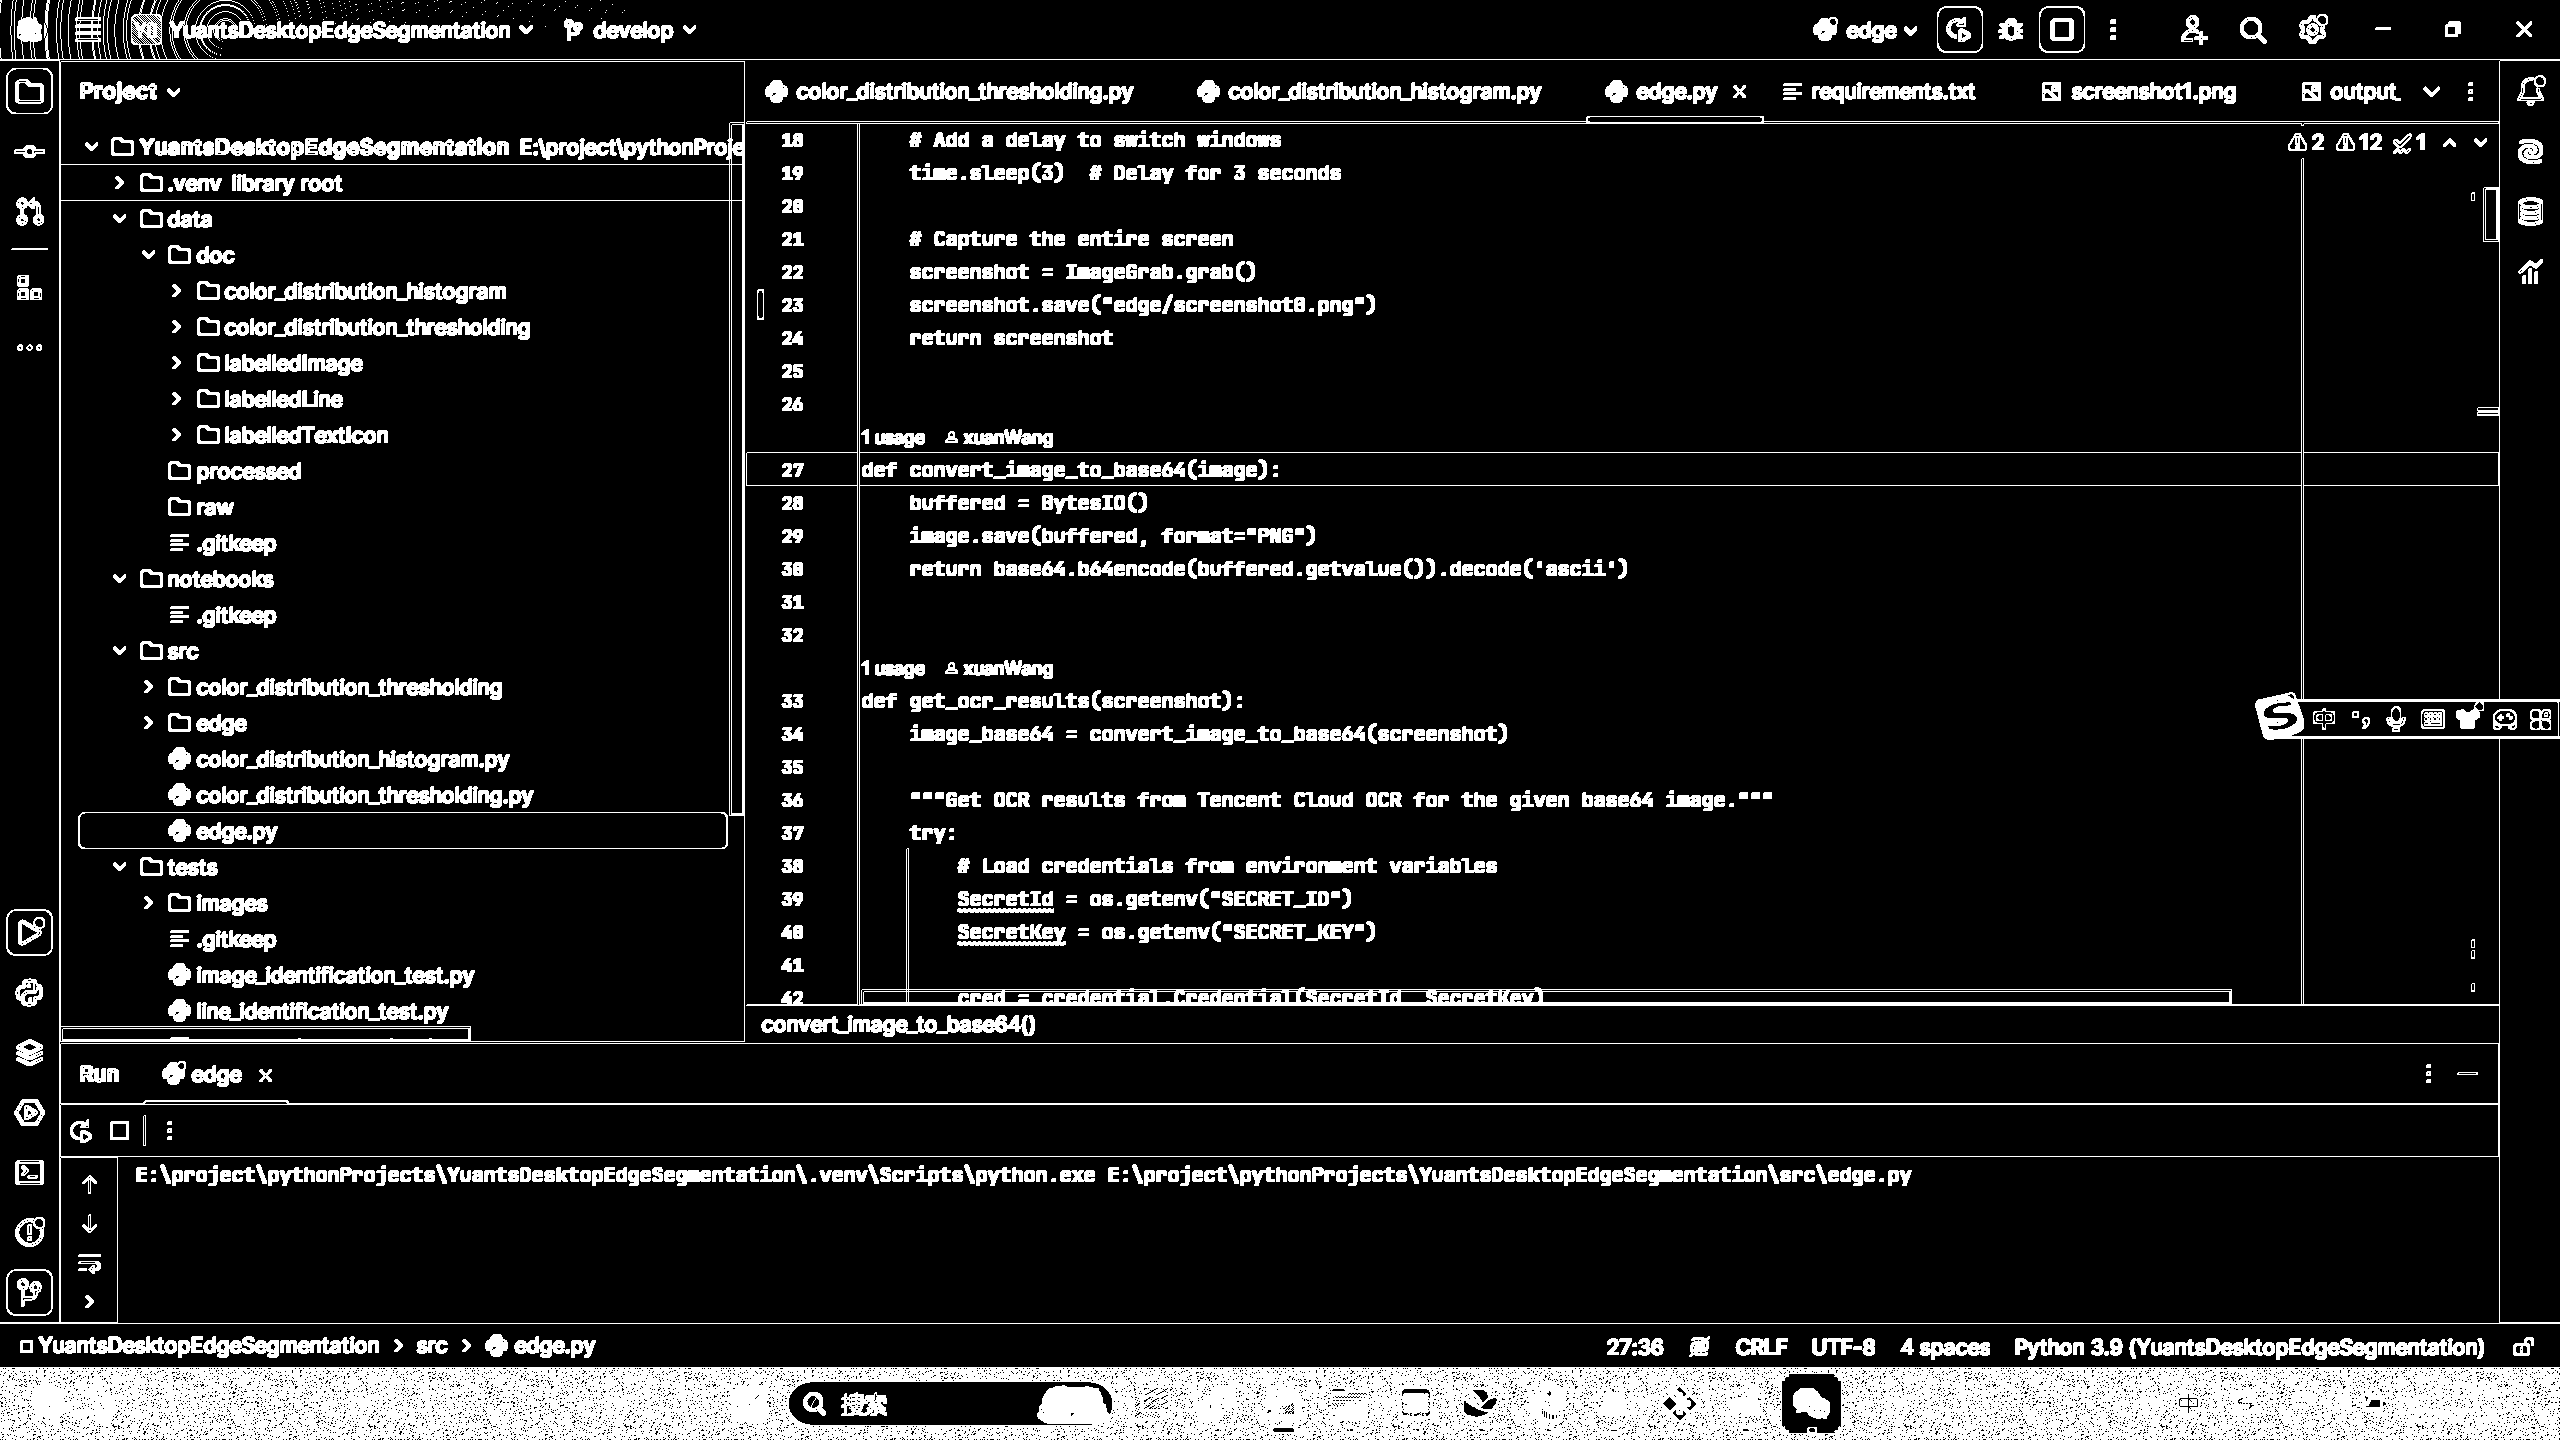 YuantsDesktopEdgeSegmentation develop
edge
Project
YuantsDesktopEdgeSegmentation E:\project\pythonProje
.venv library root
data
doc
color_distribution_histogram
color_distribution_thresholding
labelledImage
labelledLine
labelledTextIcon
processed
raw
.gitkeep
notebooks
.gitkeep
src
color_distribution_thresholding
edge
color_distribution_histogram.py
color_distribution_thresholding.py
edge.py
tests
images
.gitkeep
image_identification_test.py
line_identification_test.py
color_distribution_thresholding.py color_distribution_histogram.py edge.py requirements.txt screenshot1.png output_
2 12 1
18 # Add a delay to switch windows
19 time.sleep(3) # Delay for 3 seconds
20
21 # Capture the entire screen
22 screenshot = ImageGrab.grab()
23 screenshot.save("edge/screenshot0.png")
24 return screenshot
25
26
1 usage xuanWang
27 def convert_image_to_base64(image):
28 buffered = BytesIO()
29 image.save(buffered, format="PNG")
30 return base64.b64encode(buffered.getvalue()).decode('ascii')
31
32
1 usage xuanWang
33 def get_ocr_results(screenshot):
34 image_base64 = convert_image_to_base64(screenshot)
35
36 """Get OCR results from Tencent Cloud OCR for the given base64 image."""
37 try:
38 # Load credentials from environment variables
39 SecretId = os.getenv("SECRET_ID")
40 SecretKey = os.getenv("SECRET_KEY")
41
42 cred = credential.Credential(SecretId, SecretKey)
中
convert_image_to_base64()
Run edge
E:\project\pythonProjects\YuantsDesktopEdgeSegmentation\.venv\Scripts\python.exe E:\project\pythonProjects\YuantsDesktopEdgeSegmentation\src\edge.py
YuantsDesktopEdgeSegmentation > src > edge.py
27:36 CRLF UTF-8 4 spaces Python 3.9 (YuantsDesktopEdgeSegmentation)
搜索